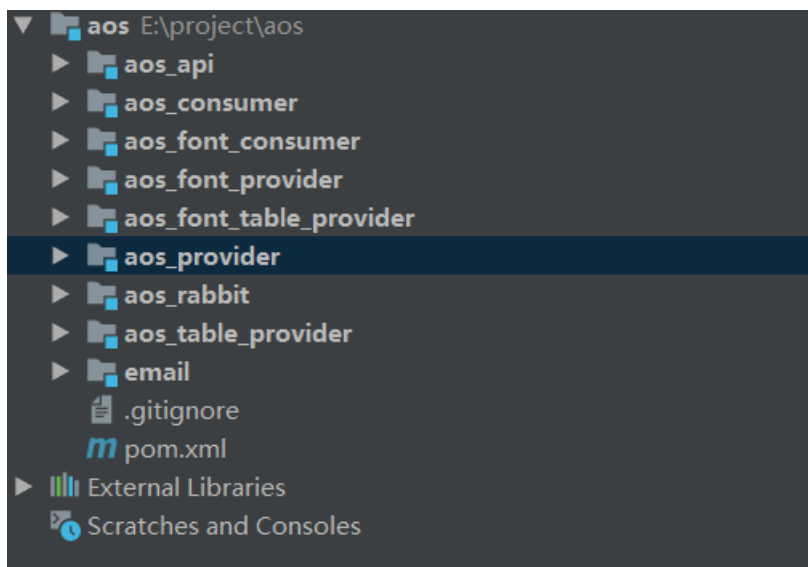 aos E:\project\aos
aos_api
aos_consumer
aos_font_consumer
aos_font_provider
aos_font_table_provider
aos_provider
aos_rabbit
aos_table_provider
email
.gitignore
m pom.xml
External Libraries
Scratches and Consoles